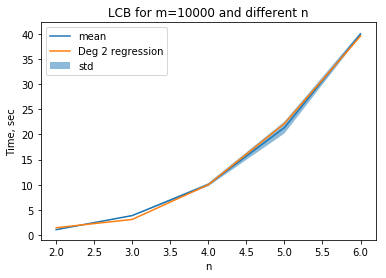 LCB for m=10000 and different n
mean
Deg 2 regression
std
40
35
30
25
20
15
10
5
0
Time, sec
2.0 2.5 3.0 3.5 4.0 4.5 5.0 5.5 6.0
n